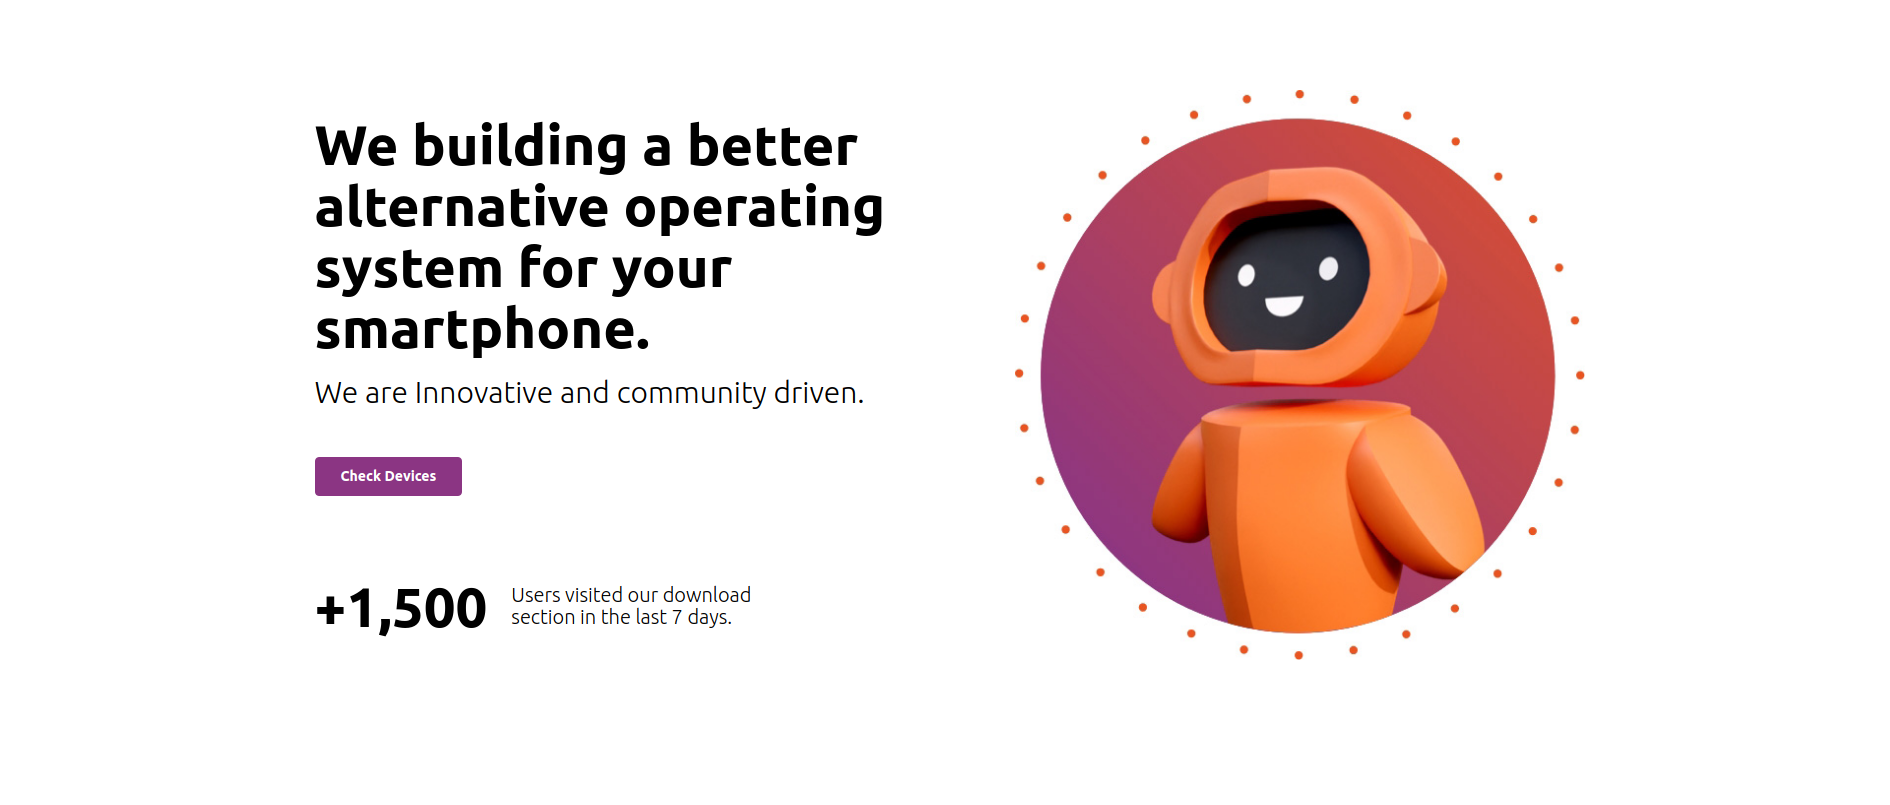 We building a better
alternative operating
system for your
smartphone.
We are Innovative and community driven.
Check Devices
+1,500
Users visited our download
section in the last 7 days.